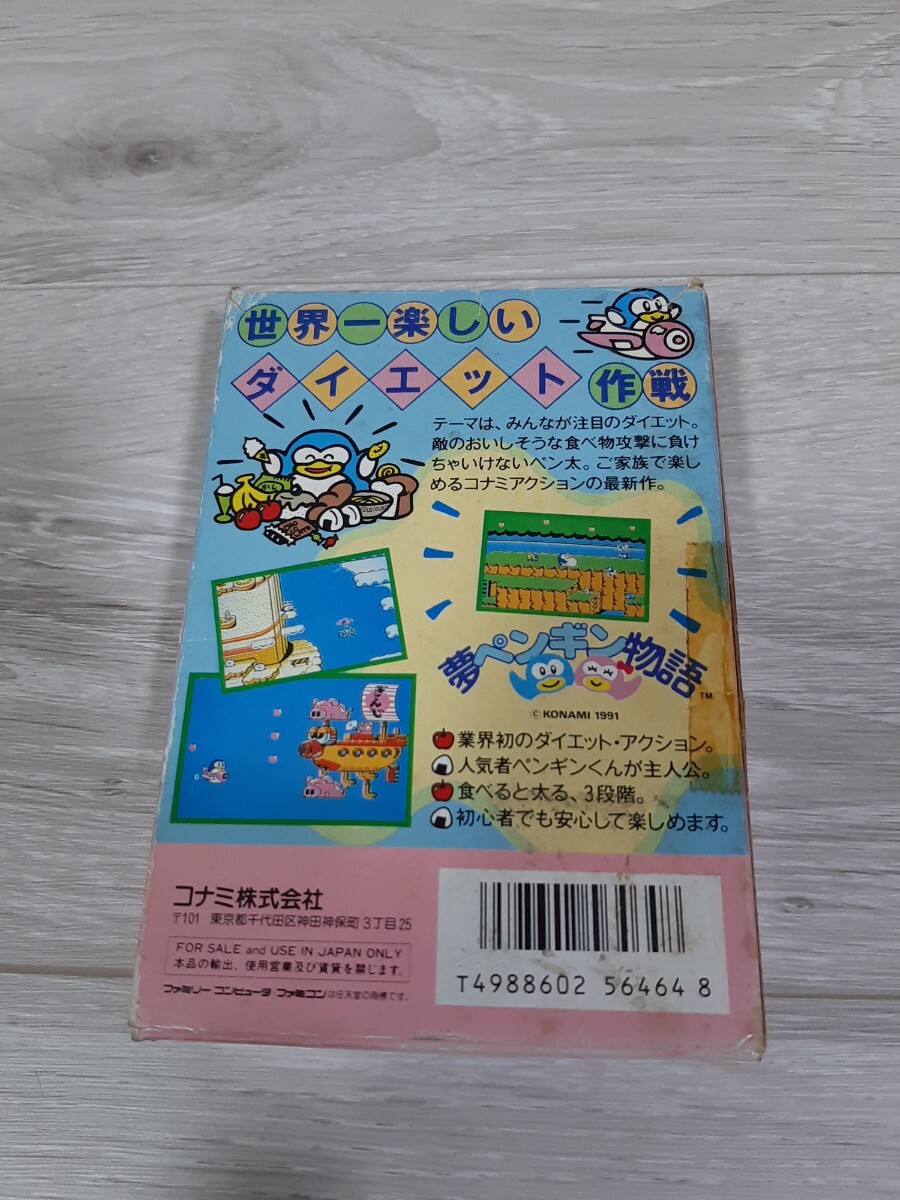 世界一楽しい
ダイエット作戦
テーマは、みんなが注目のダイエット。
敵のおいしそうな食べ物攻撃に負け
ちゃいけないペン太。ご家族で楽し
めるコナミアクションの最新作。
夢ペンギン物語™
© KONAMI 1991
業界初のダイエット・アクション。
人気者ペンギンくんが主人公。
食べると太る、3段階。
初心者でも安心して楽しめます。
コナミ株式会社
〒101 東京都千代田区神田神保町3丁目25
FOR SALE and USE IN JAPAN ONLY
本品の輸出、使用営業及び賃貸を禁じます。
ファミリーコンピュータ・ファミコンは任天堂の商標です。
T4988602 56464 8